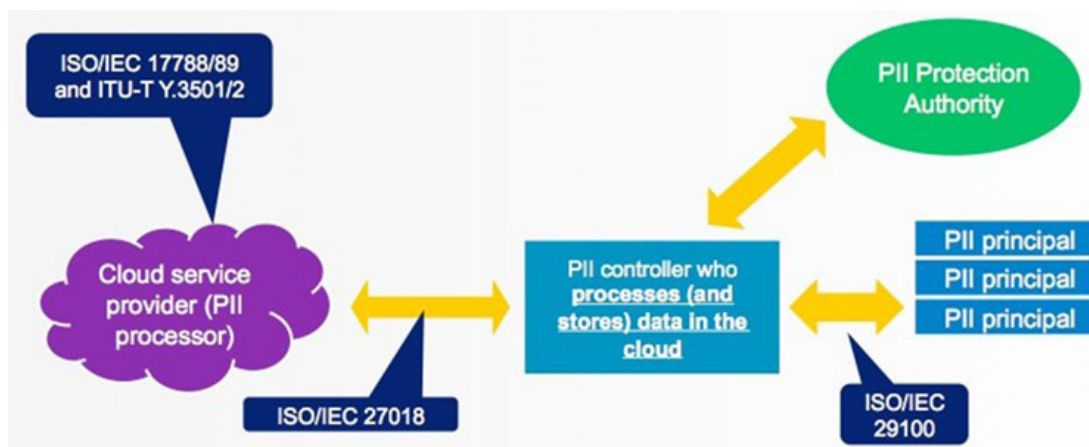 ISO/IEC 17788/89
and ITU-T Y.3501/2
PII Protection
Authority
Cloud service
provider (PII
processor)
PII controller who
processes (and
stores) data in the
cloud
PII principal
PII principal
PII principal
ISO/IEC 27018
ISO/IEC
29100